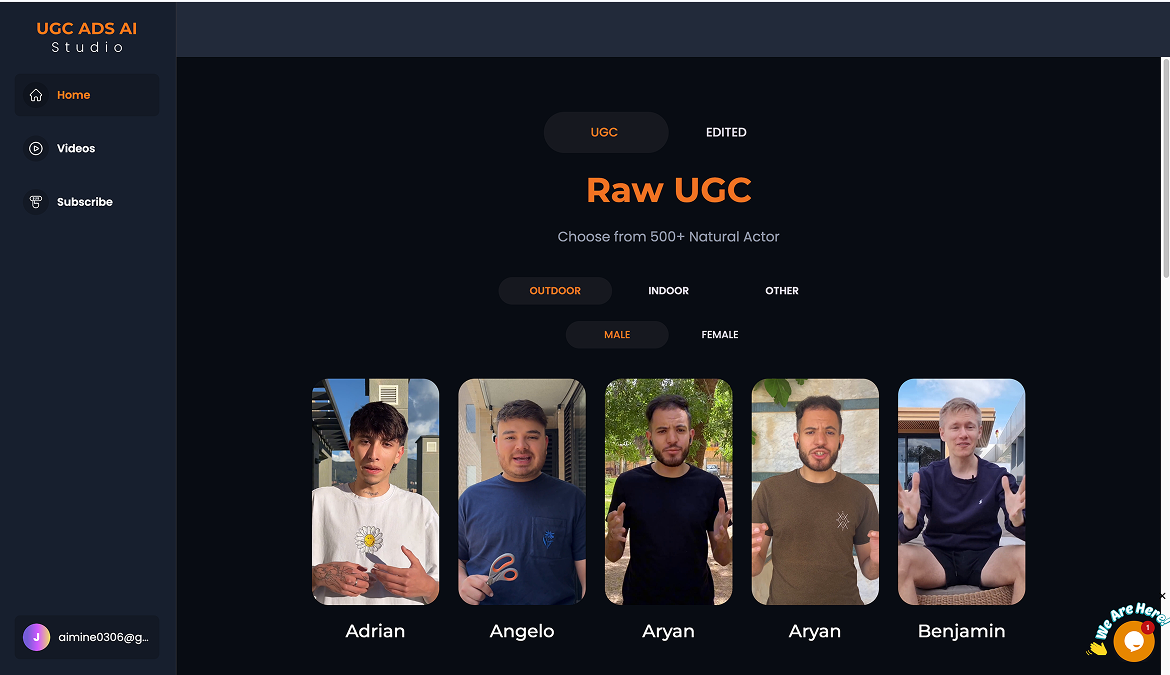 UGC ADS AI
Studio
Home
Videos
Subscribe
aimine0306@g...
UGC
EDITED
Raw UGC
Choose from 500+ Natural Actor
OUTDOOR
INDOOR
OTHER
MALE
FEMALE
Adrian
Angelo
Aryan
Aryan
Benjamin
We Are Here!
1
J